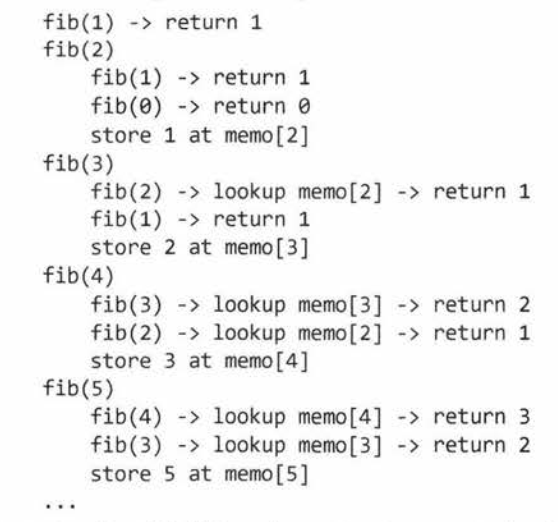 fib(1) -> return 1
fib(2)
    fib(1) -> return 1
    fib(0) -> return 0
    store 1 at memo[2]
fib(3)
    fib(2) -> lookup memo[2] -> return 1
    fib(1) -> return 1
    store 2 at memo[3]
fib(4)
    fib(3) -> lookup memo[3] -> return 2
    fib(2) -> lookup memo[2] -> return 1
    store 3 at memo[4]
fib(5)
    fib(4) -> lookup memo[4] -> return 3
    fib(3) -> lookup memo[3] -> return 2
    store 5 at memo[5]
...